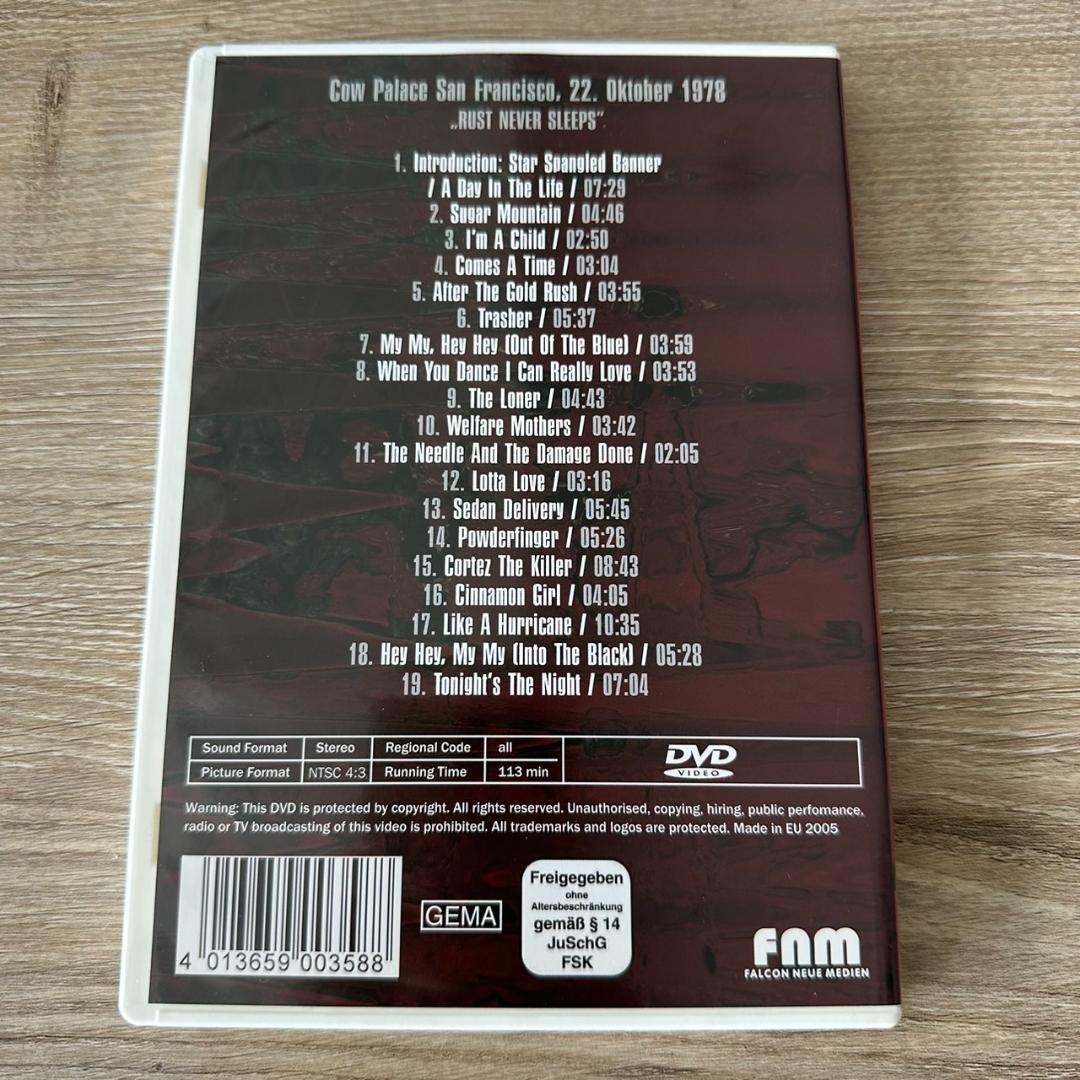 Cow Palace San Francisco, 22. Oktober 1978
„RUST NEVER SLEEPS"
1. Introduction: Star Spangled Banner
/ A Day In The Life / 07:29
2. Sugar Mountain / 04:46
3. I'm A Child / 02:50
4. Comes A Time / 03:04
5. After The Gold Rush / 03:55
6. Trasher / 05:37
7. My My, Hey Hey (Out Of The Blue) / 03:59
8. When You Dance I Can Really Love / 03:53
9. The Loner / 04:43
10. Welfare Mothers / 03:42
11. The Needle And The Damage Done / 02:05
12. Lotta Love / 03:16
13. Sedan Delivery / 05:45
14. Powderfinger / 05:26
15. Cortez The Killer / 08:43
16. Cinnamon Girl / 04:05
17. Like A Hurricane / 10:35
18. Hey Hey, My My (Into The Black) / 05:28
19. Tonight's The Night / 07:04
Sound Format Stereo Regional Code all
Picture Format NTSC 4:3 Running Time 113 min
DVD
VIDEO
Warning: This DVD is protected by copyright. All rights reserved. Unauthorised, copying, hiring, public perfomance,
radio or TV broadcasting of this video is prohibited. All trademarks and logos are protected. Made in EU 2005
4 013659 003588
GEMA
Freigegeben
ohne
Altersbeschränkung
gemäß § 14
JuSchG
FSK
FNM
FALCON NEUE MEDIEN